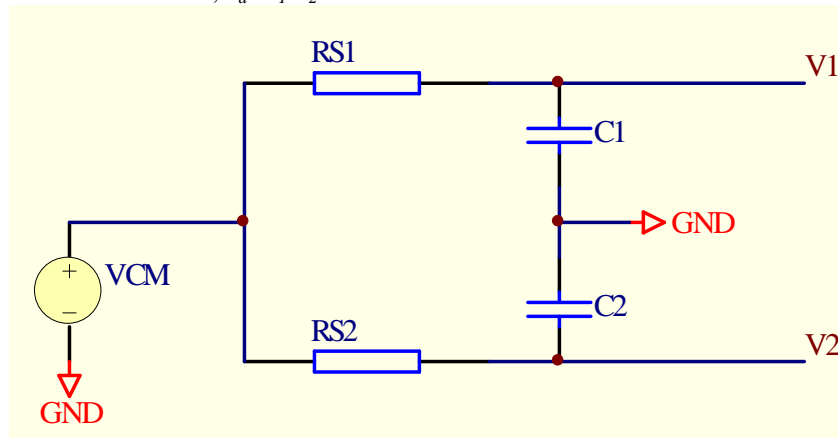 RS1
V1
C1
GND
+
VCM
−
C2
RS2
V2
GND